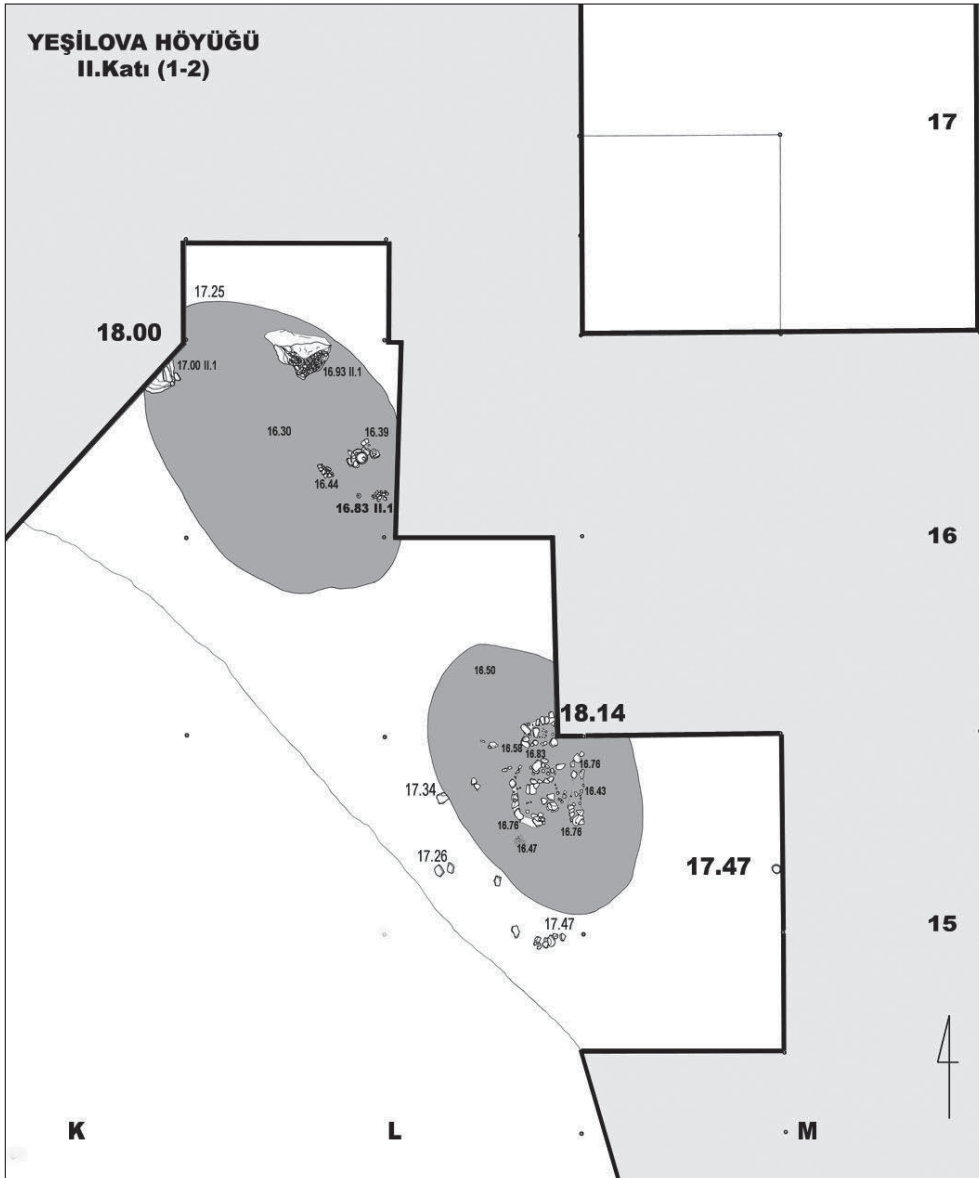 YEŞİLOVA HÖYÜĞÜ
II.Katı (1-2)
17
17.25
18.00
17.00 II.1
16.93 II.1
16.30
16.39
16.44
16.83 II.1
16
16.50
18.14
16.58
16.83
16.76
17.34
16.43
16.76
16.76
16.47
17.26
17.47
17.47
15
K
L
M